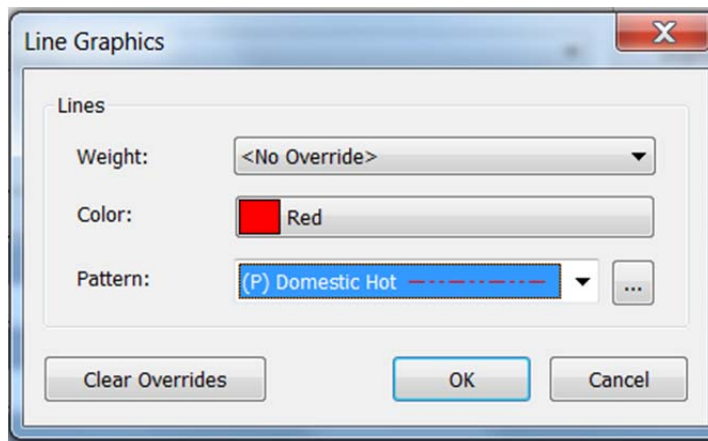 Line Graphics
Lines
Weight: <No Override>
Color: Red
Pattern: (P) Domestic Hot ...
Clear Overrides OK Cancel